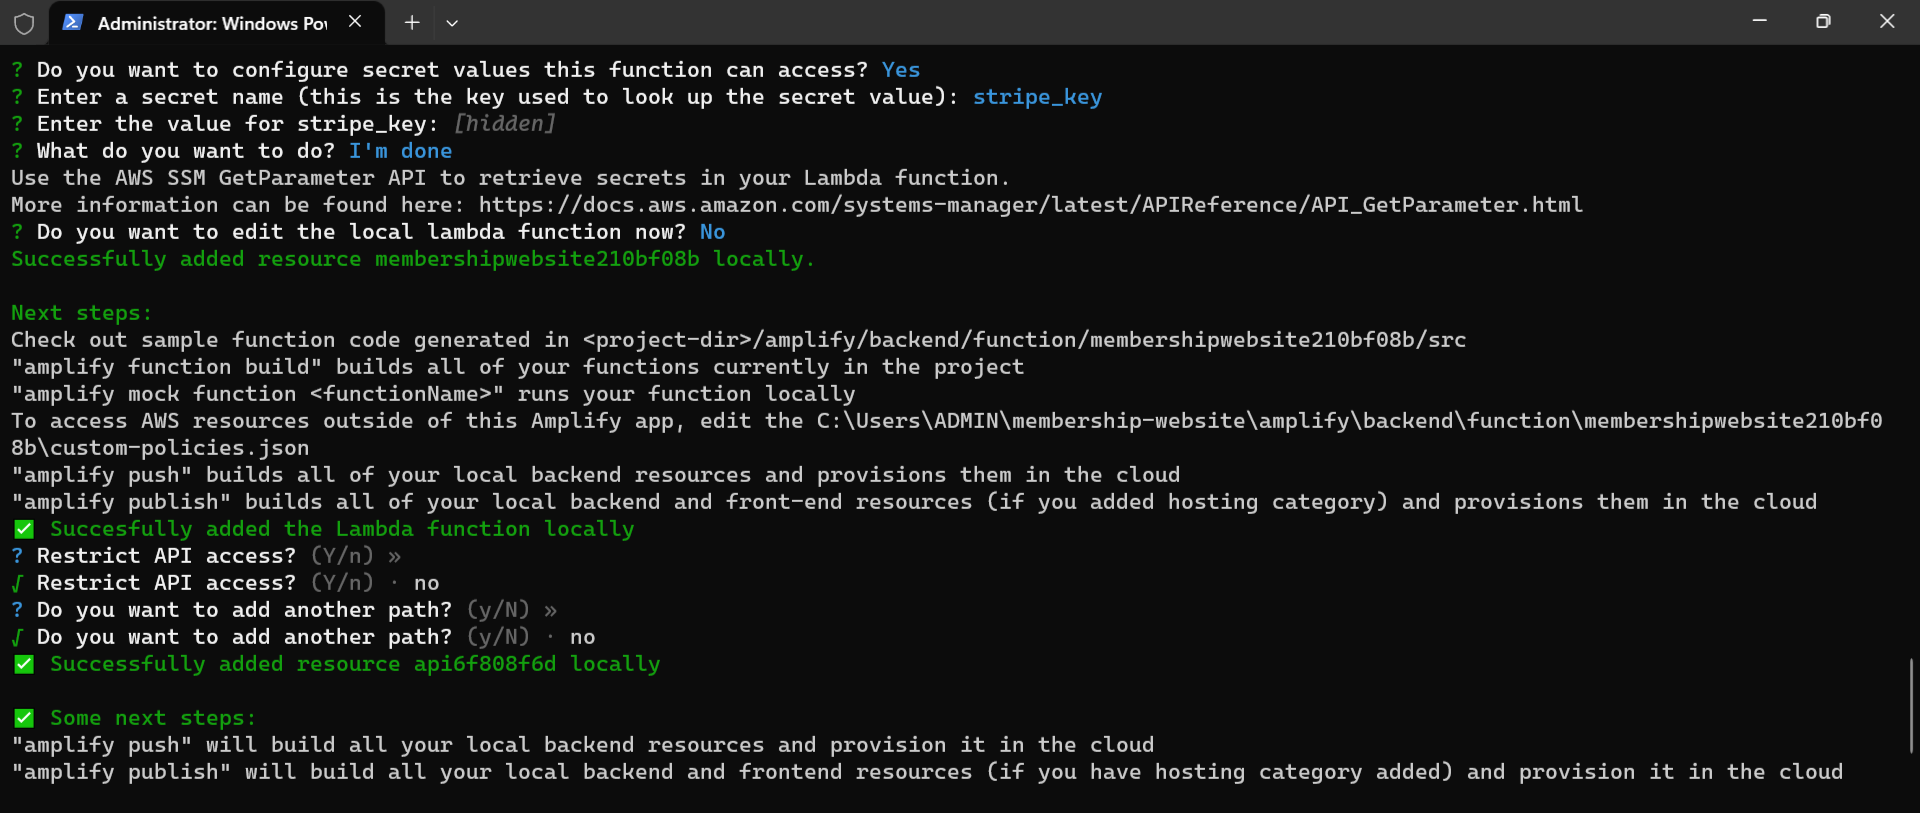 Administrator: Windows Pow
? Do you want to configure secret values this function can access? Yes
? Enter a secret name (this is the key used to look up the secret value): stripe_key
? Enter the value for stripe_key: [hidden]
? What do you want to do? I'm done
Use the AWS SSM GetParameter API to retrieve secrets in your Lambda function.
More information can be found here: https://docs.aws.amazon.com/systems-manager/latest/APIReference/API_GetParameter.html
? Do you want to edit the local lambda function now? No
Successfully added resource membershipwebsite210bf08b locally.
Next steps:
Check out sample function code generated in <project-dir>/amplify/backend/function/membershipwebsite210bf08b/src
"amplify function build" builds all of your functions currently in the project
"amplify mock function <functionName>" runs your function locally
To access AWS resources outside of this Amplify app, edit the C:\Users\ADMIN\membership-website\amplify\backend\function\membershipwebsite210bf0
8b\custom-policies.json
"amplify push" builds all of your local backend resources and provisions them in the cloud
"amplify publish" builds all of your local backend and front-end resources (if you added hosting category) and provisions them in the cloud
✅ Succesfully added the Lambda function locally
? Restrict API access? (Y/n) »
√ Restrict API access? (Y/n) · no
? Do you want to add another path? (y/N) »
√ Do you want to add another path? (y/N) · no
✅ Successfully added resource api6f808f6d locally
✅ Some next steps:
"amplify push" will build all your local backend resources and provision it in the cloud
"amplify publish" will build all your local backend and frontend resources (if you have hosting category added) and provision it in the cloud